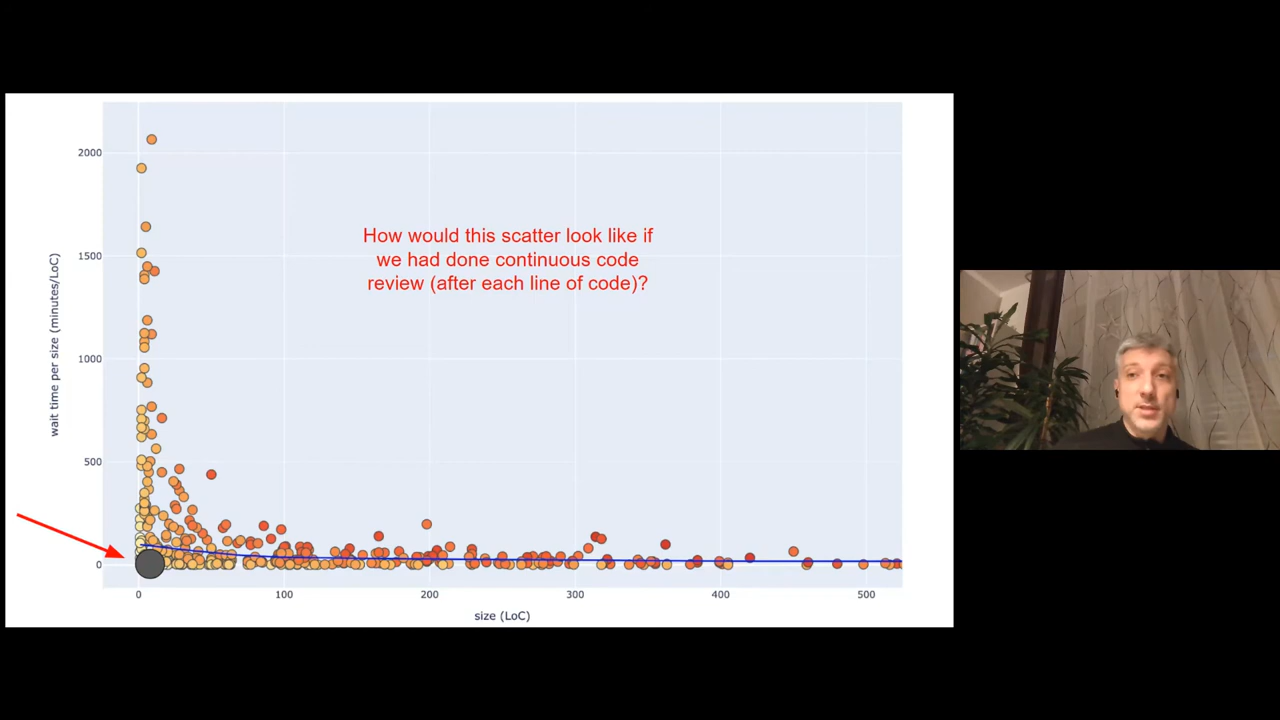 2000
1500
1000
500
0
wait time per size (minutes/LoC)
How would this scatter look like if
we had done continuous code
review (after each line of code)?
0
100
200
300
400
500
size (LoC)